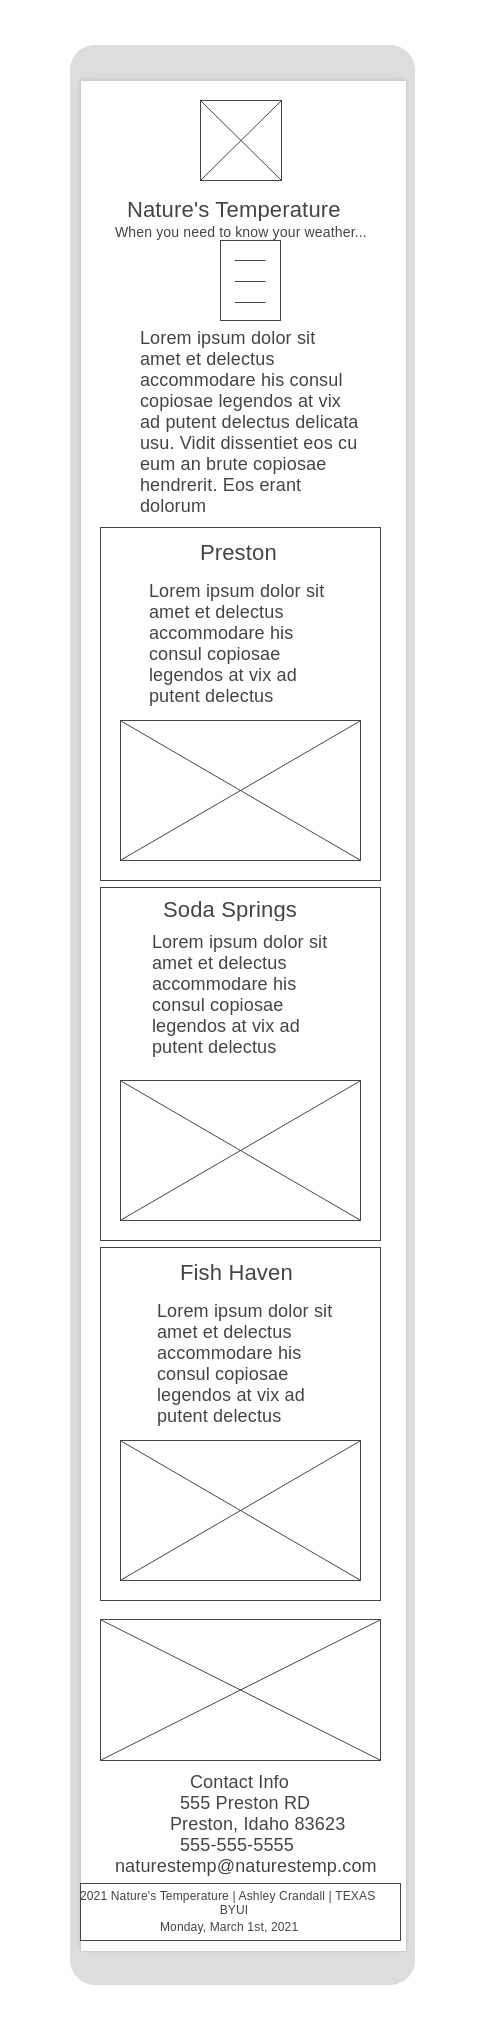 Nature's Temperature
When you need to know your weather...
Lorem ipsum dolor sit
amet et delectus
accommodare his consul
copiosae legendos at vix
ad putent delectus delicata
usu. Vidit dissentiet eos cu
eum an brute copiosae
hendrerit. Eos erant
dolorum
Preston
Lorem ipsum dolor sit
amet et delectus
accommodare his
consul copiosae
legendos at vix ad
putent delectus
Soda Springs
Lorem ipsum dolor sit
amet et delectus
accommodare his
consul copiosae
legendos at vix ad
putent delectus
Fish Haven
Lorem ipsum dolor sit
amet et delectus
accommodare his
consul copiosae
legendos at vix ad
putent delectus
Contact Info
555 Preston RD
Preston, Idaho 83623
555-555-5555
naturestemp@naturestemp.com
2021 Nature's Temperature | Ashley Crandall | TEXAS
BYUI
Monday, March 1st, 2021